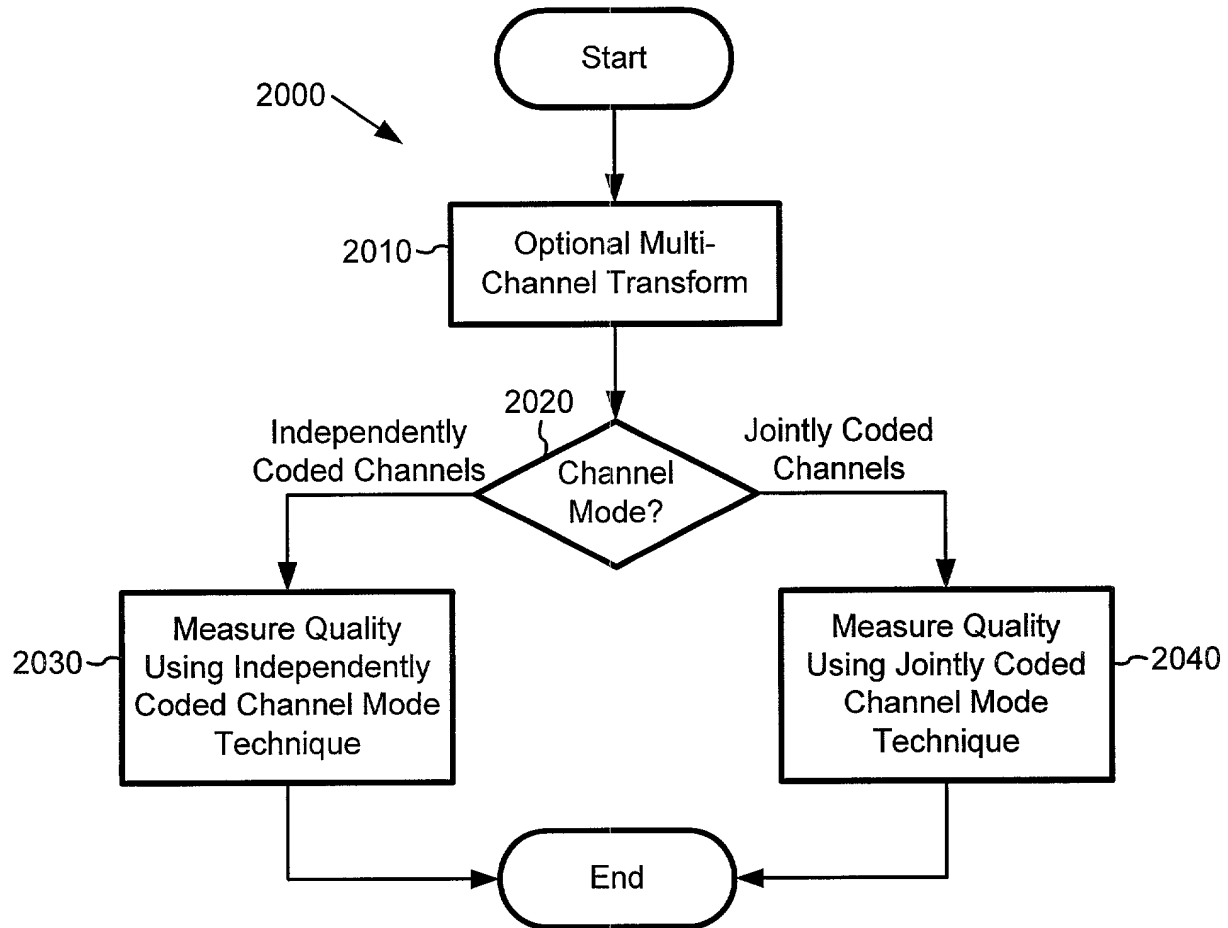 Start
2000
2010
Optional Multi-
Channel Transform
2020
Independently
Coded Channels
Jointly Coded
Channels
Channel
Mode?
2030
Measure Quality
Using Independently
Coded Channel Mode
Technique
Measure Quality
Using Jointly Coded
Channel Mode
Technique
2040
End